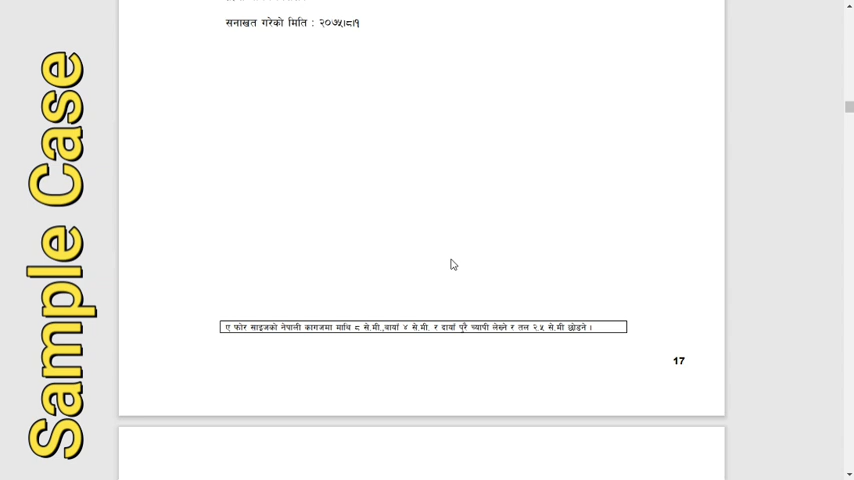 सनाखत गरेको मिति : २०७५।८।१
ए फोर साइजको नेपाली कागजमा माथि ८ से.मी.,बायाँ ४ से.मी. र दायाँ पुरै च्यापी लेख्ने र तल २.५ से.मी छोड्ने ।
17
Sample Case